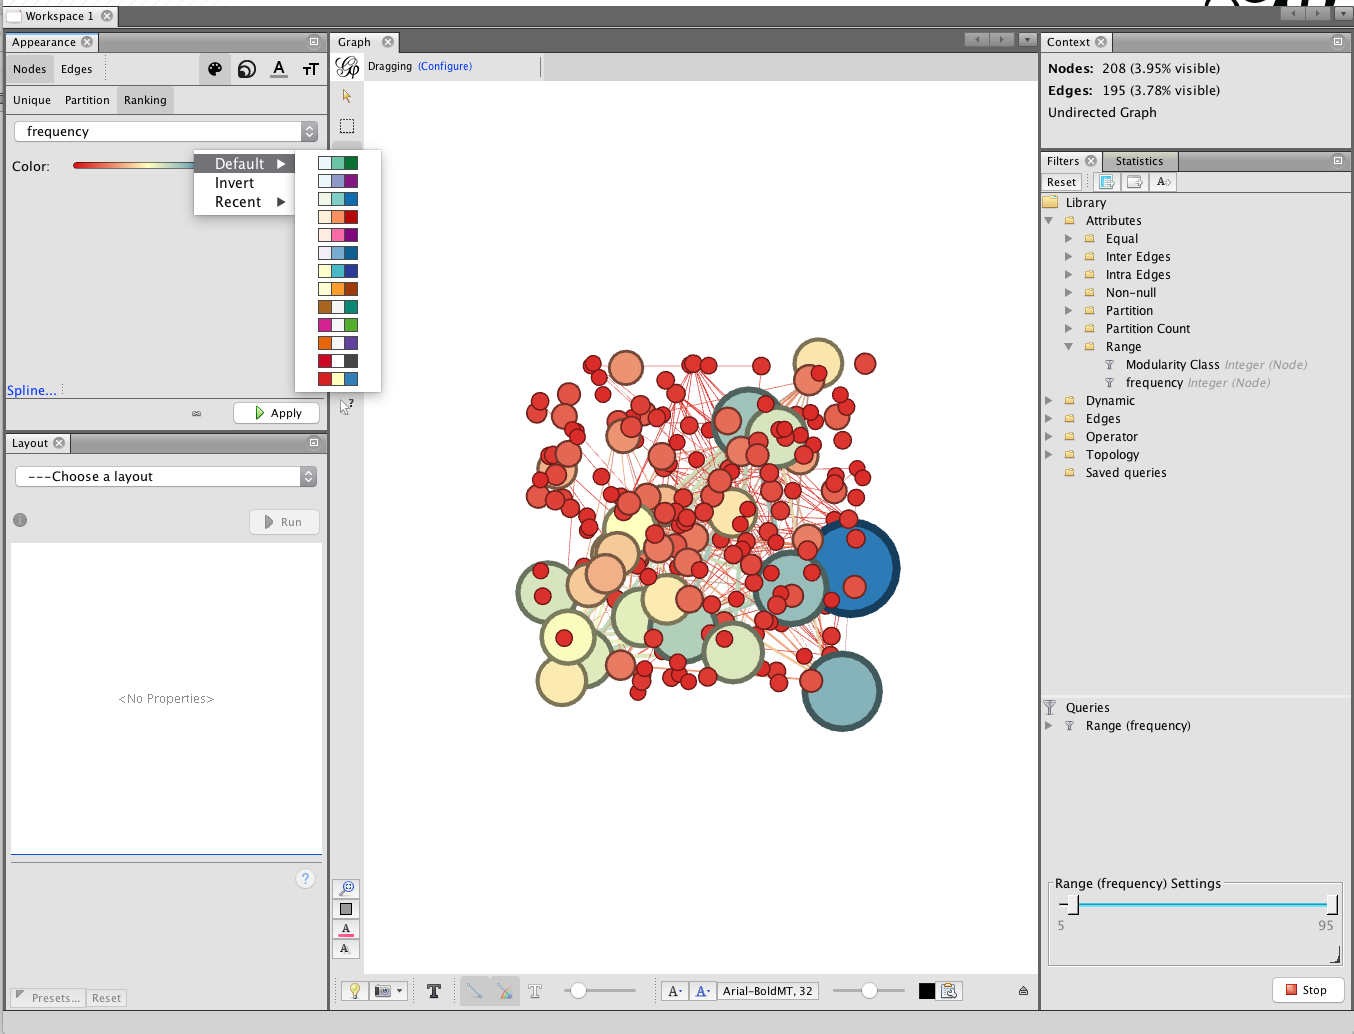 Workspace 1
Appearance
Nodes Edges
A
TT
Unique Partition Ranking
frequency
Color:
Default
Invert
Recent
Spline...
Apply
Layout
---Choose a layout
Run
<No Properties>
?
Presets... Reset
Graph
Dragging (Configure)
?
A
A
T
T
A- A- Arial-BoldMT, 32
Context
Nodes: 208 (3.95% visible)
Edges: 195 (3.78% visible)
Undirected Graph
Filters Statistics
Reset
A
Library
Attributes
Equal
Inter Edges
Intra Edges
Non-null
Partition
Partition Count
Range
Modularity Class Integer (Node)
frequency Integer (Node)
Dynamic
Edges
Operator
Topology
Saved queries
Queries
Range (frequency)
Range (frequency) Settings
5 95
Stop